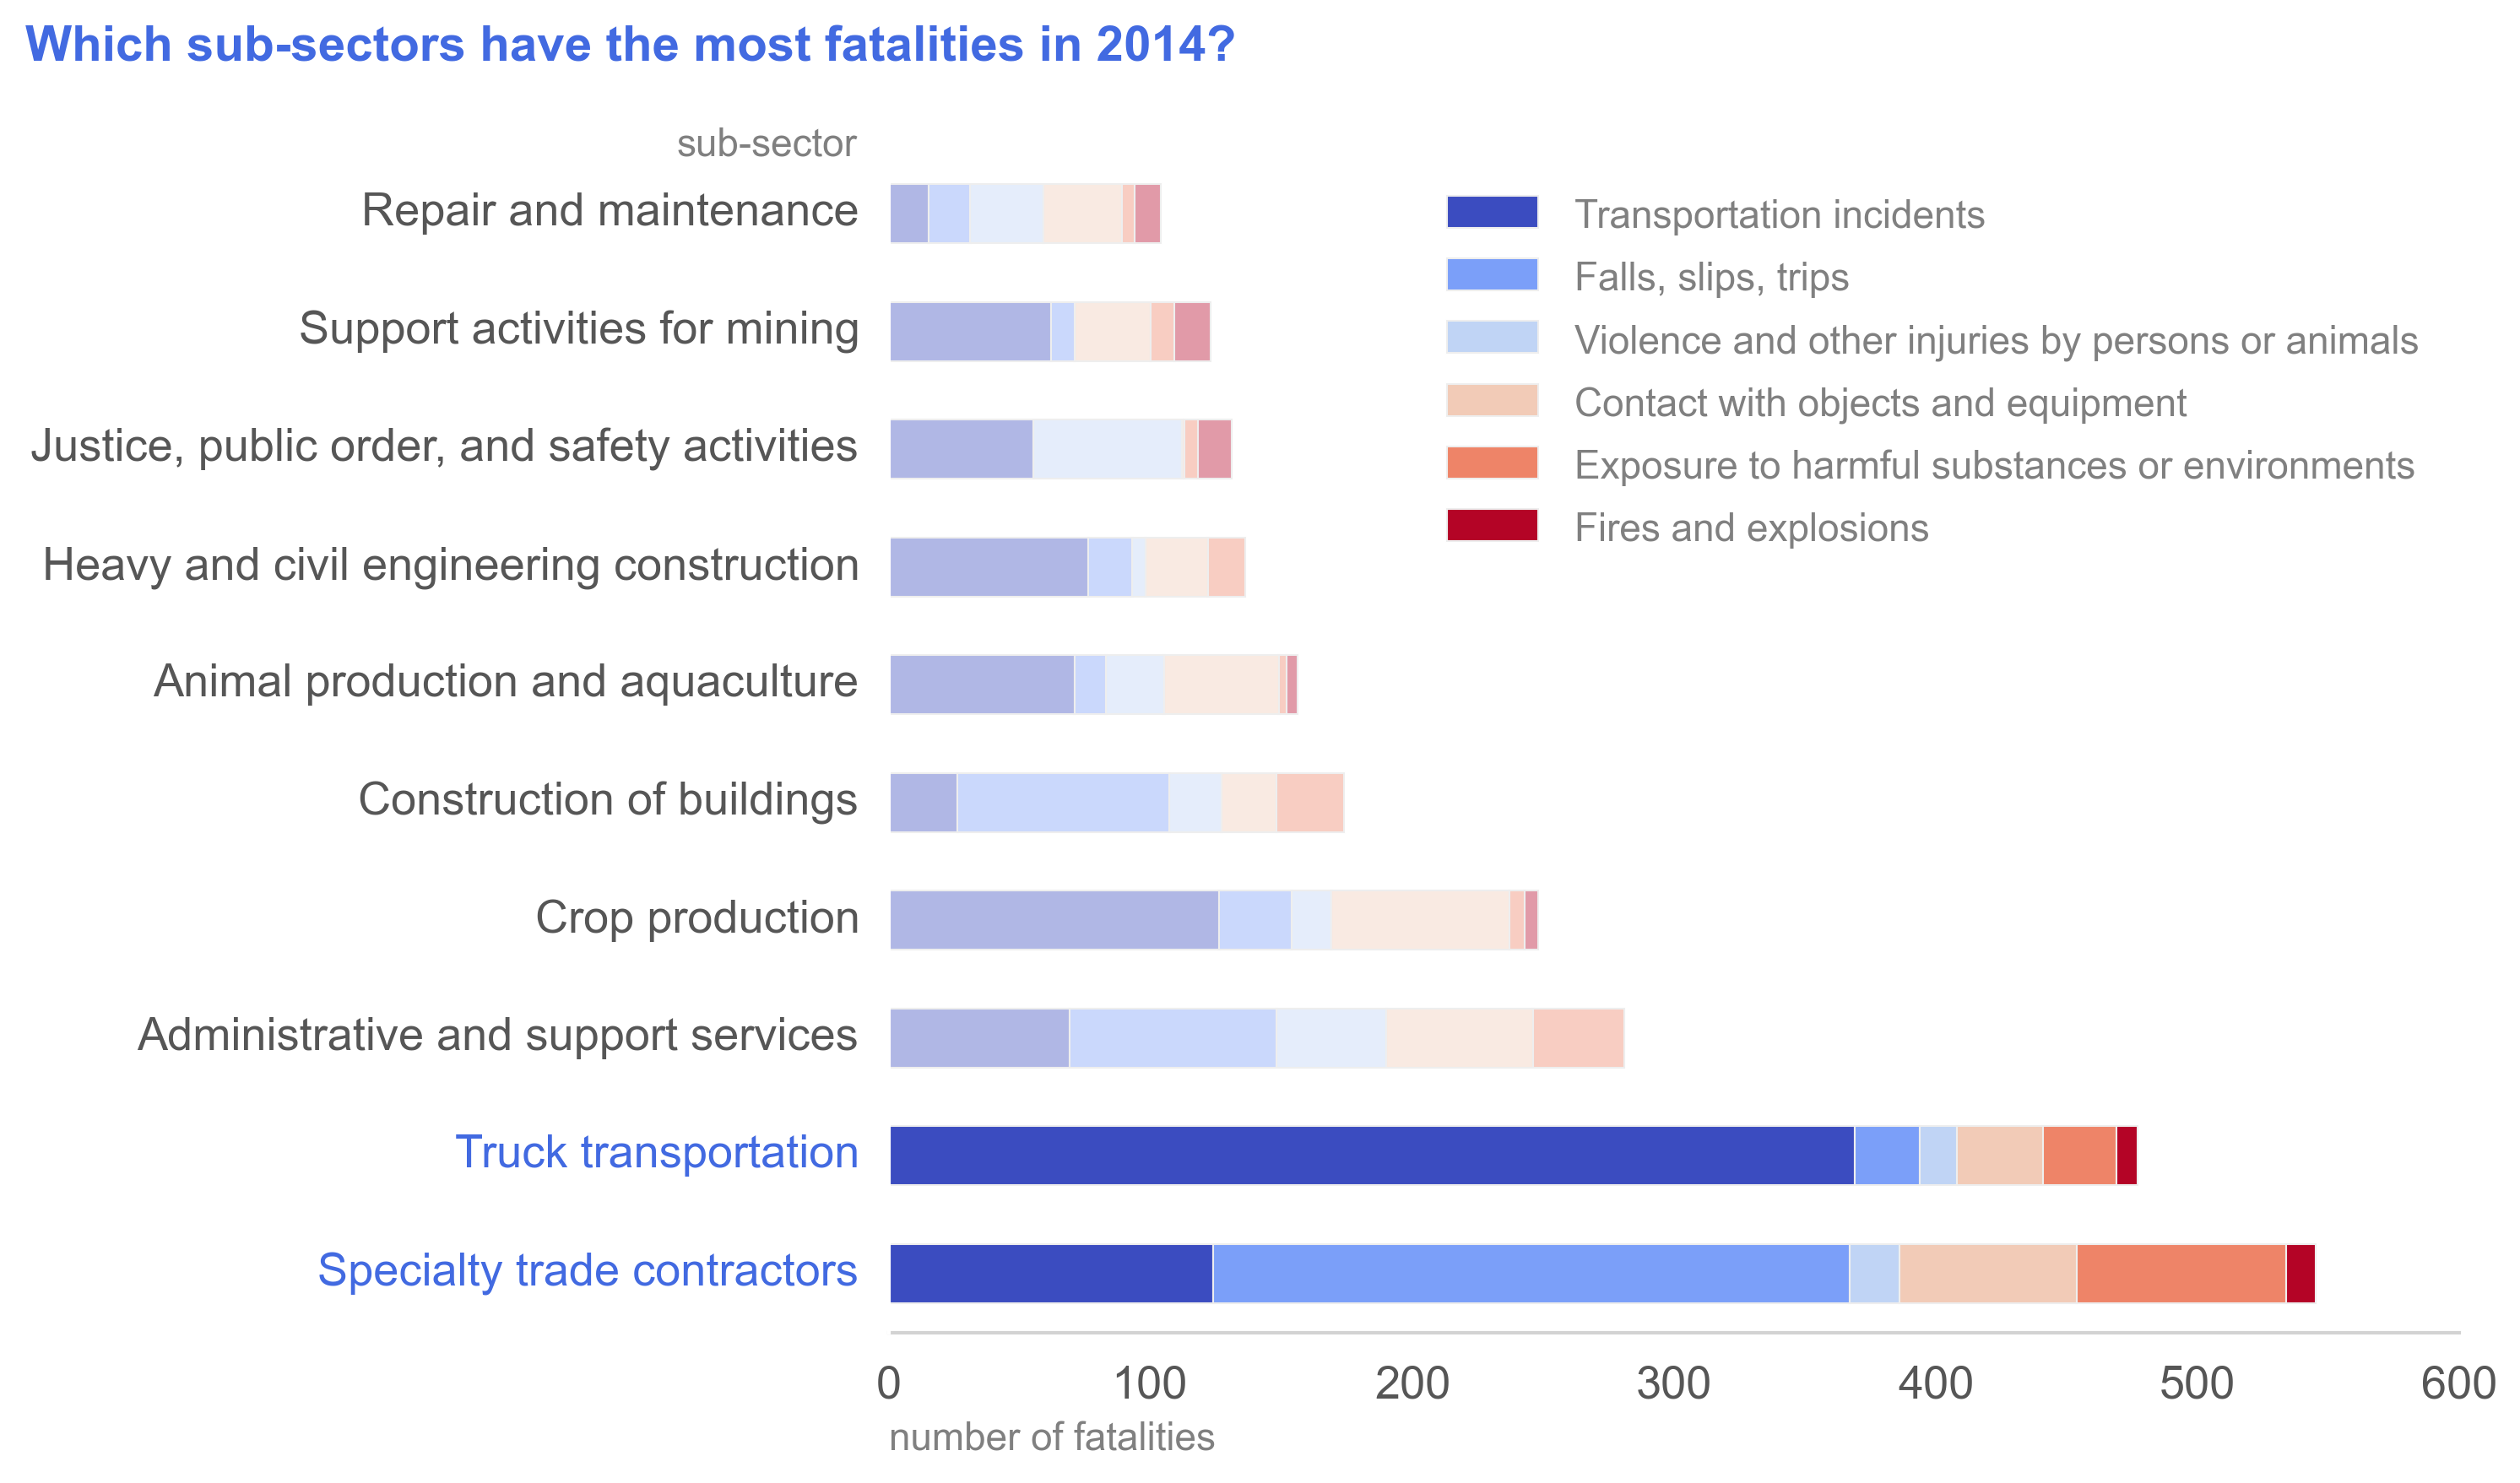 Which sub-sectors have the most fatalities in 2014?
sub-sector
Repair and maintenance
Support activities for mining
Justice, public order, and safety activities
Heavy and civil engineering construction
Animal production and aquaculture
Construction of buildings
Crop production
Administrative and support services
Truck transportation
Specialty trade contractors
Transportation incidents
Falls, slips, trips
Violence and other injuries by persons or animals
Contact with objects and equipment
Exposure to harmful substances or environments
Fires and explosions
0 100 200 300 400 500 600
number of fatalities